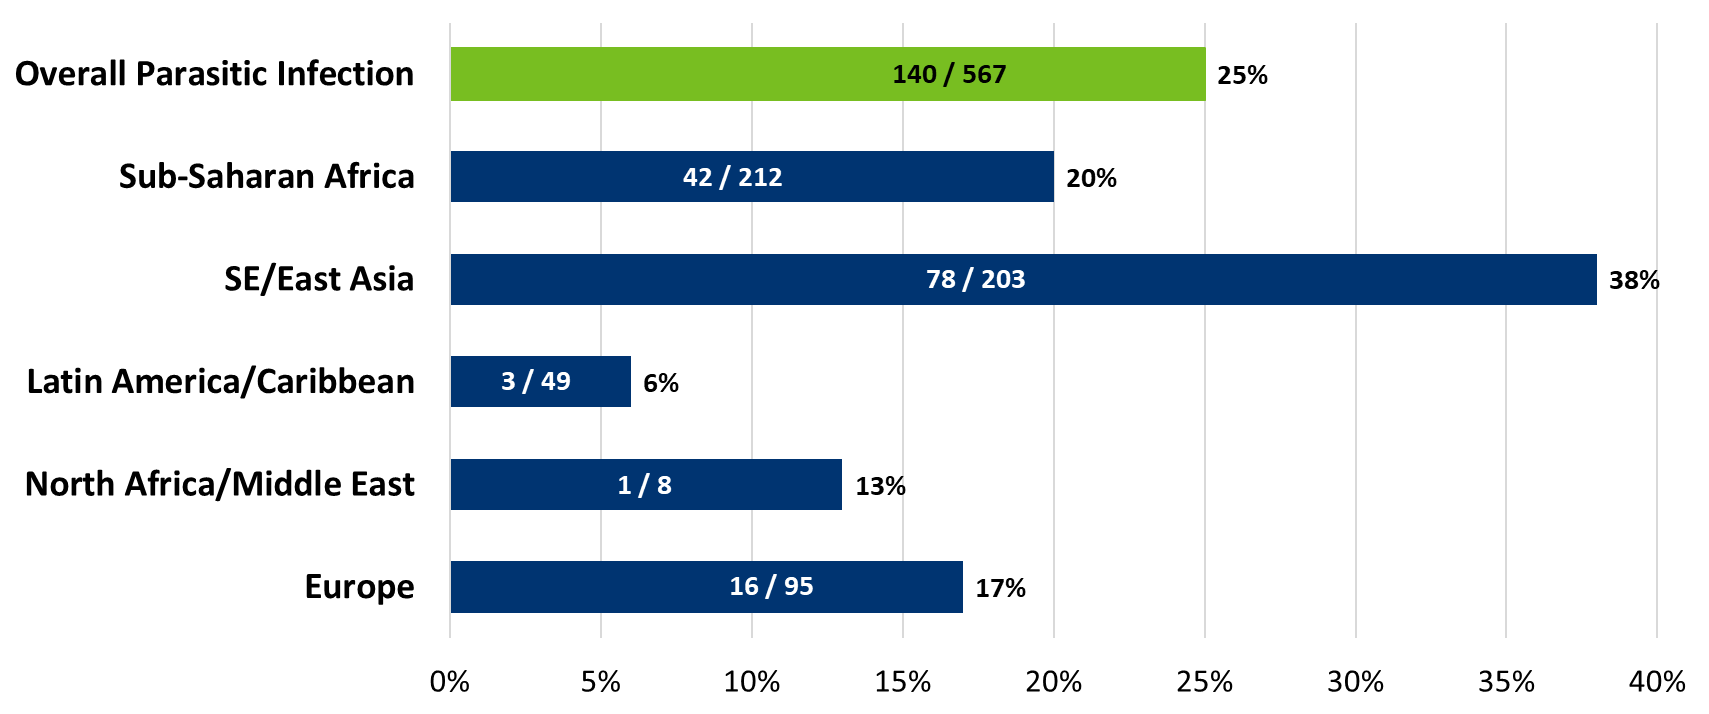 Overall Parasitic Infection 140 / 567 25%
Sub-Saharan Africa 42 / 212 20%
SE/East Asia 78 / 203 38%
Latin America/Caribbean 3 / 49 6%
North Africa/Middle East 1 / 8 13%
Europe 16 / 95 17%
0% 5% 10% 15% 20% 25% 30% 35% 40%